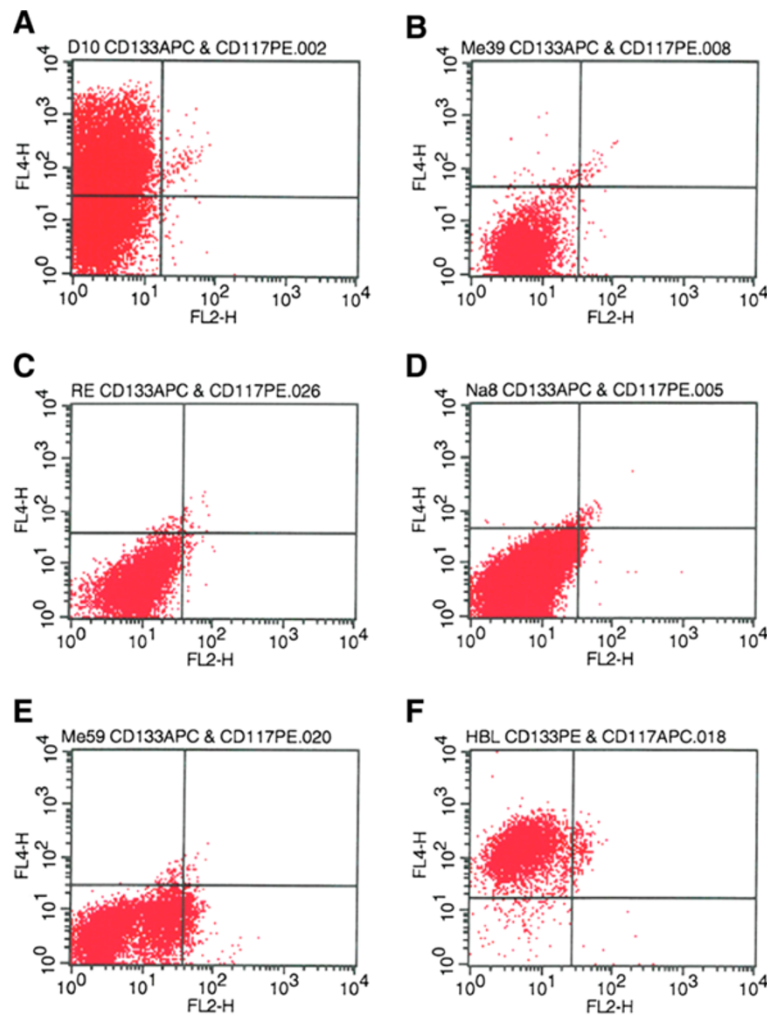 A
D10 CD133APC & CD117PE.002
FL4-H
10^4
10^3
10^2
10^1
10^0
10^0 10^1 10^2 10^3 10^4
FL2-H
B
Me39 CD133APC & CD117PE.008
FL4-H
10^4
10^3
10^2
10^1
10^0
10^0 10^1 10^2 10^3 10^4
FL2-H
C
RE CD133APC & CD117PE.026
FL4-H
10^4
10^3
10^2
10^1
10^0
10^0 10^1 10^2 10^3 10^4
FL2-H
D
Na8 CD133APC & CD117PE.005
FL4-H
10^4
10^3
10^2
10^1
10^0
10^0 10^1 10^2 10^3 10^4
FL2-H
E
Me59 CD133APC & CD117PE.020
FL4-H
10^4
10^3
10^2
10^1
10^0
10^0 10^1 10^2 10^3 10^4
FL2-H
F
HBL CD133PE & CD117APC.018
FL4-H
10^4
10^3
10^2
10^1
10^0
10^0 10^1 10^2 10^3 10^4
FL2-H